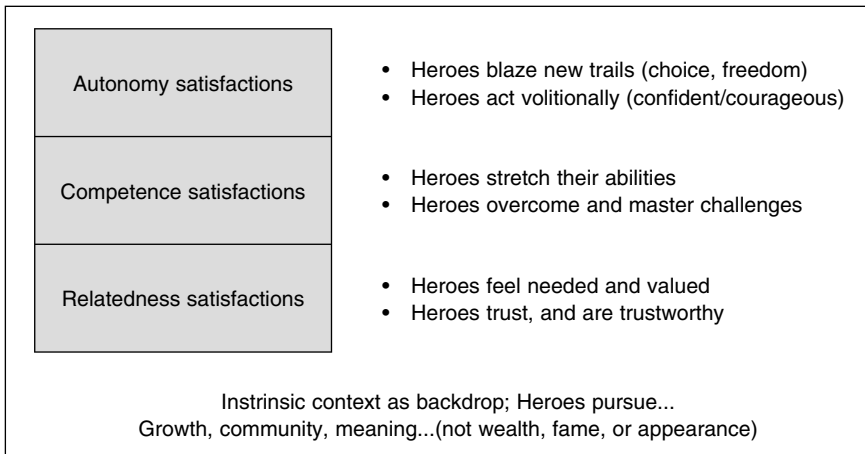 Autonomy satisfactions
• Heroes blaze new trails (choice, freedom)
• Heroes act volitionally (confident/courageous)
Competence satisfactions
• Heroes stretch their abilities
• Heroes overcome and master challenges
Relatedness satisfactions
• Heroes feel needed and valued
• Heroes trust, and are trustworthy
Instrinsic context as backdrop; Heroes pursue...
Growth, community, meaning...(not wealth, fame, or appearance)